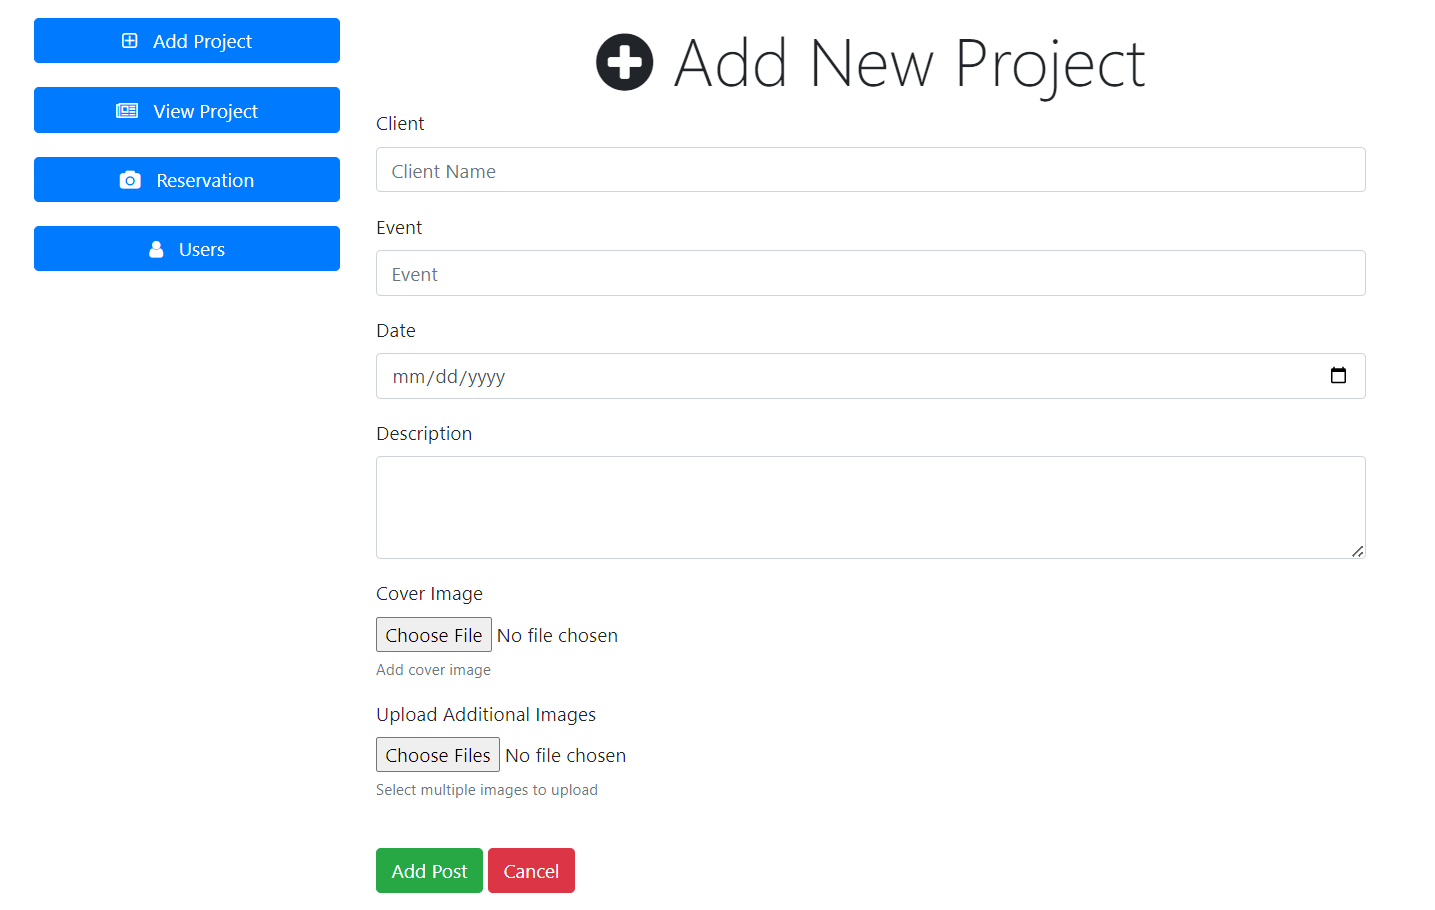 Add Project
View Project
Reservation
Users
Add New Project
Client
Client Name
Event
Event
Date
mm/dd/yyyy
Description
Cover Image
Choose File No file chosen
Add cover image
Upload Additional Images
Choose Files No file chosen
Select multiple images to upload
Add Post Cancel